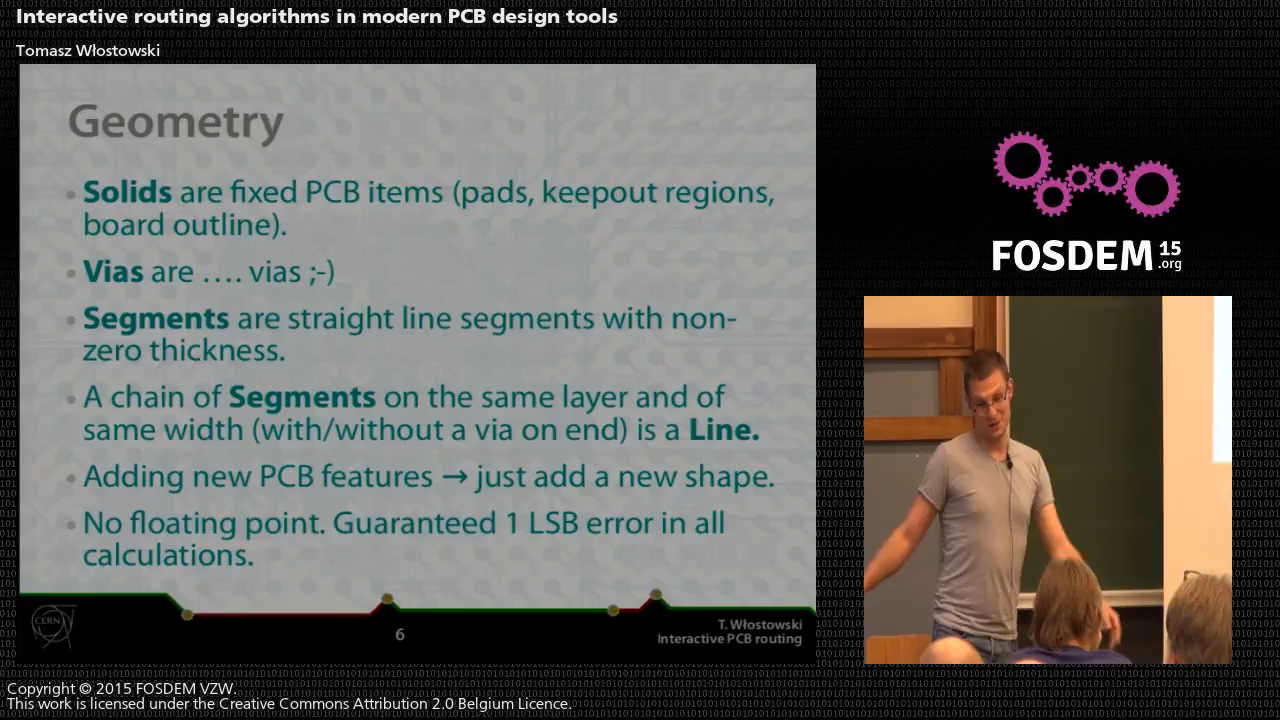 Interactive routing algorithms in modern PCB design tools
Tomasz Włostowski
Geometry
• Solids are fixed PCB items (pads, keepout regions,
board outline).
• Vias are .... vias ;-)
• Segments are straight line segments with non-
zero thickness.
• A chain of Segments on the same layer and of
same width (with/without a via on end) is a Line.
• Adding new PCB features → just add a new shape.
• No floating point. Guaranteed 1 LSB error in all
calculations.
CERN
6
T. Włostowski
Interactive PCB routing
FOSDEM 15
.org
Copyright © 2015 FOSDEM VZW.
This work is licensed under the Creative Commons Attribution 2.0 Belgium Licence.